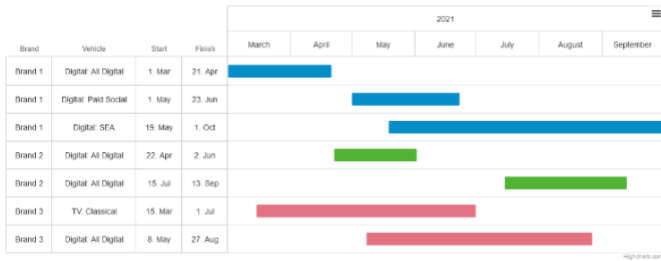 2021
Brand Vehicle Start Finish March April May June July August September
Brand 1 Digital: All Digital 1. Mar 21. Apr
Brand 1 Digital: Paid Social 1. May 23. Jun
Brand 1 Digital: SEA 19. May 1. Oct
Brand 2 Digital: All Digital 22. Apr 2. Jun
Brand 2 Digital: All Digital 15. Jul 13. Sep
Brand 3 TV: Classical 15. Mar 1. Jul
Brand 3 Digital: All Digital 8. May 27. Aug
Highcharts.com